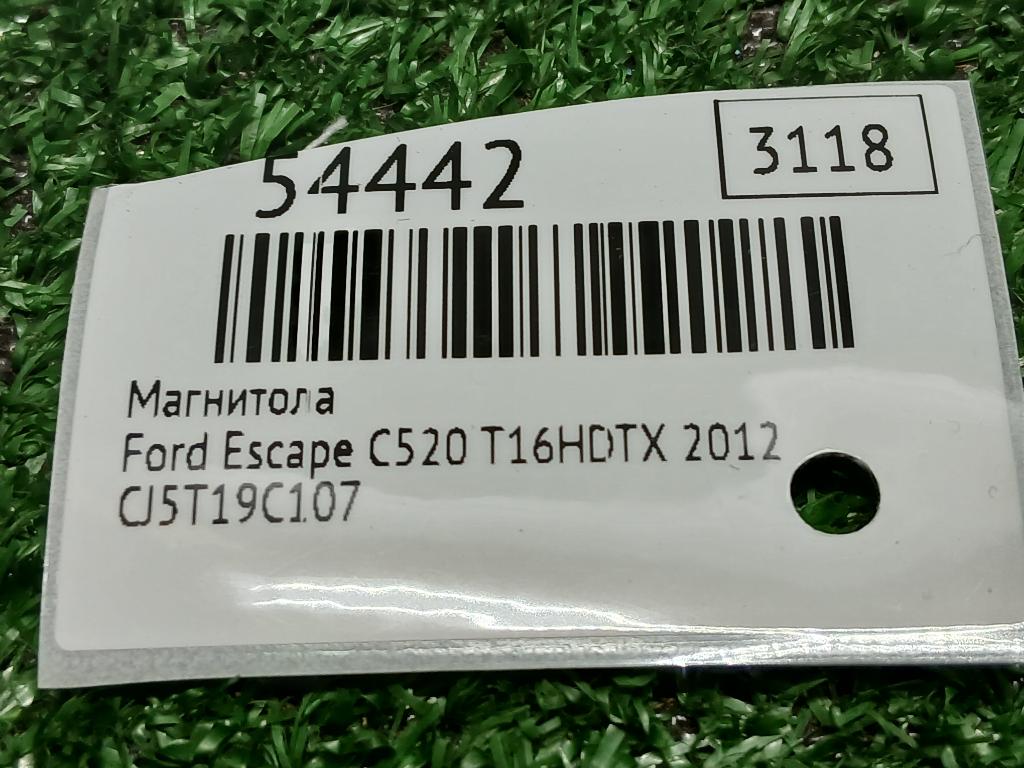 54442
3118
Магнитола
Ford Escape C520 T16HDTX 2012
CJ5T19C107